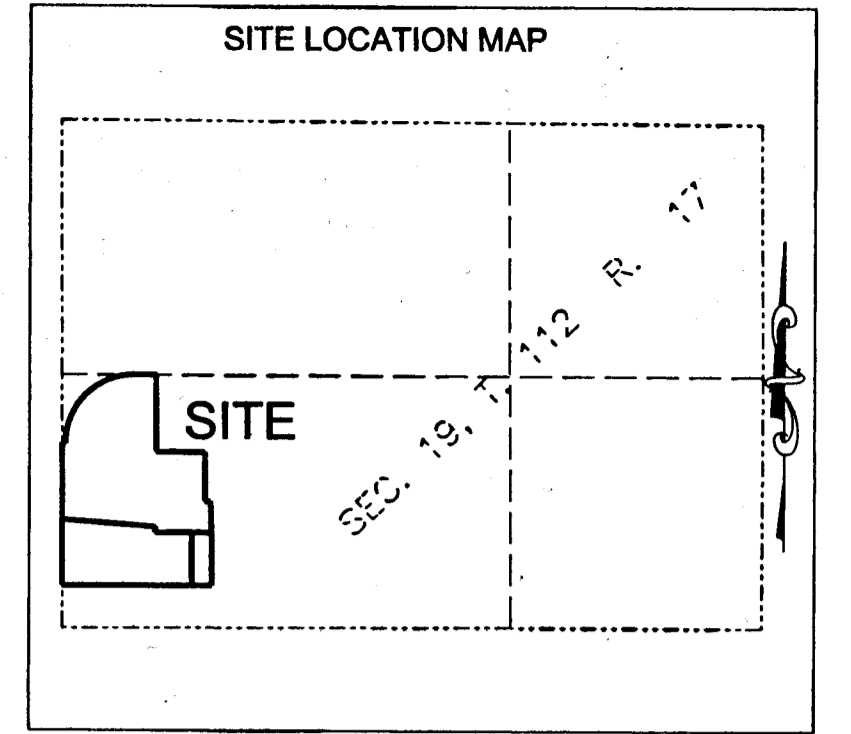 SITE LOCATION MAP
SITE
SEC. 19, T. 112 R. 17